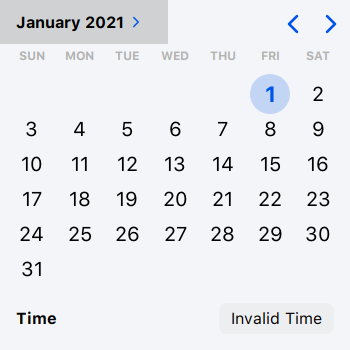 January 2021
SUN MON TUE WED THU FRI SAT
1 2
3 4 5 6 7 8 9
10 11 12 13 14 15 16
17 18 19 20 21 22 23
24 25 26 27 28 29 30
31
Time Invalid Time